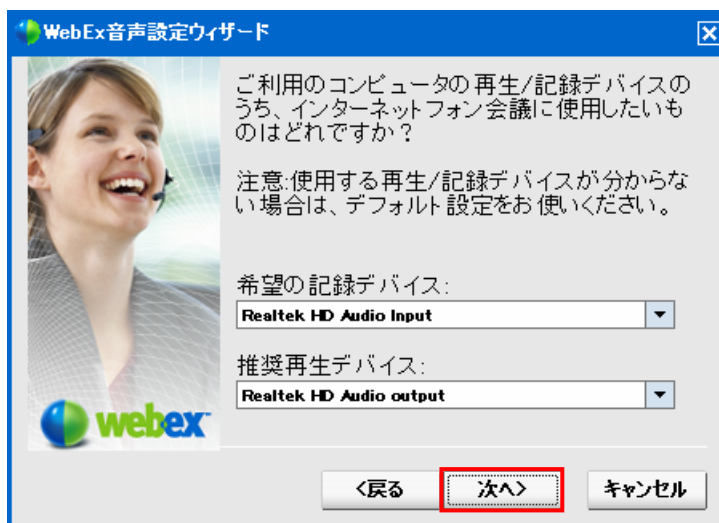 WebEx音声設定ウィザード
ご利用のコンピュータの再生/記録デバイスの
うち、インターネットフォン会議に使用したいも
のはどれですか？
注意:使用する再生/記録デバイスが分からな
い場合は、デフォルト設定をお使いください。
希望の記録デバイス:
Realtek HD Audio Input
推奨再生デバイス:
Realtek HD Audio output
webex
<戻る
次へ>
キャンセル